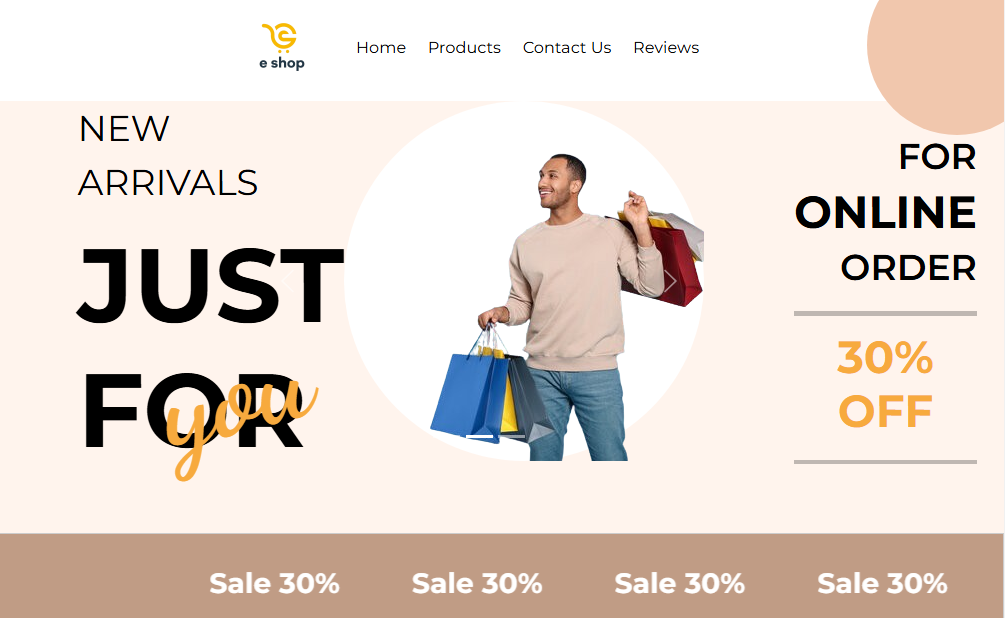 e shop
Home Products Contact Us Reviews
NEW
ARRIVALS
JUST
FOR
you
FOR
ONLINE
ORDER
30%
OFF
Sale 30% Sale 30% Sale 30% Sale 30%